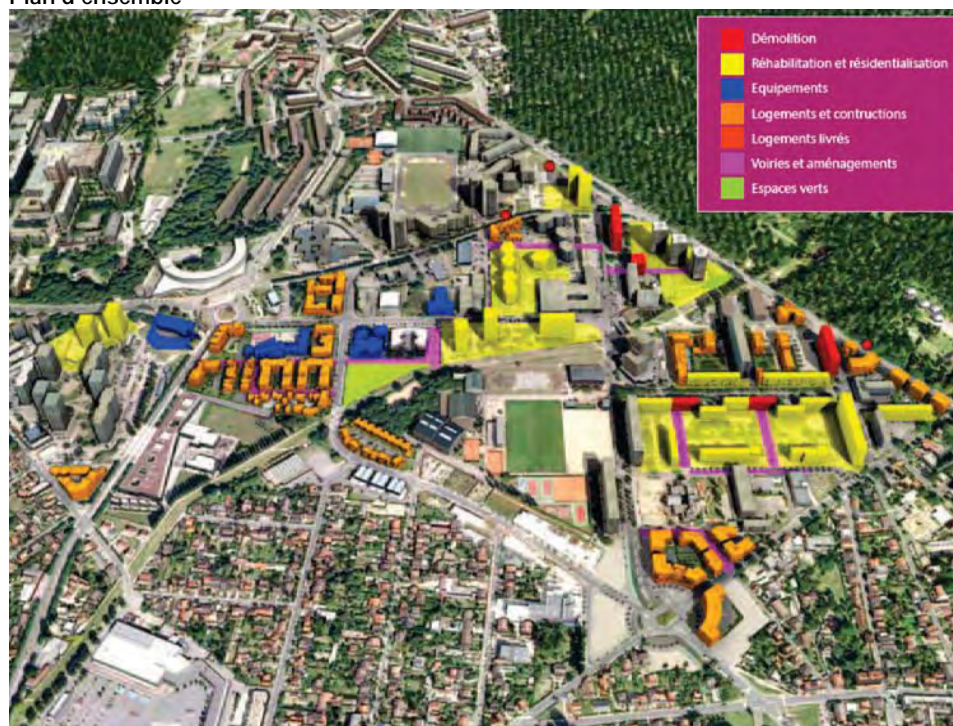 Plan d'ensemble
Démolition
Réhabilitation et résidentialisation
Equipements
Logements et contructions
Logements livrés
Voiries et aménagements
Espaces verts